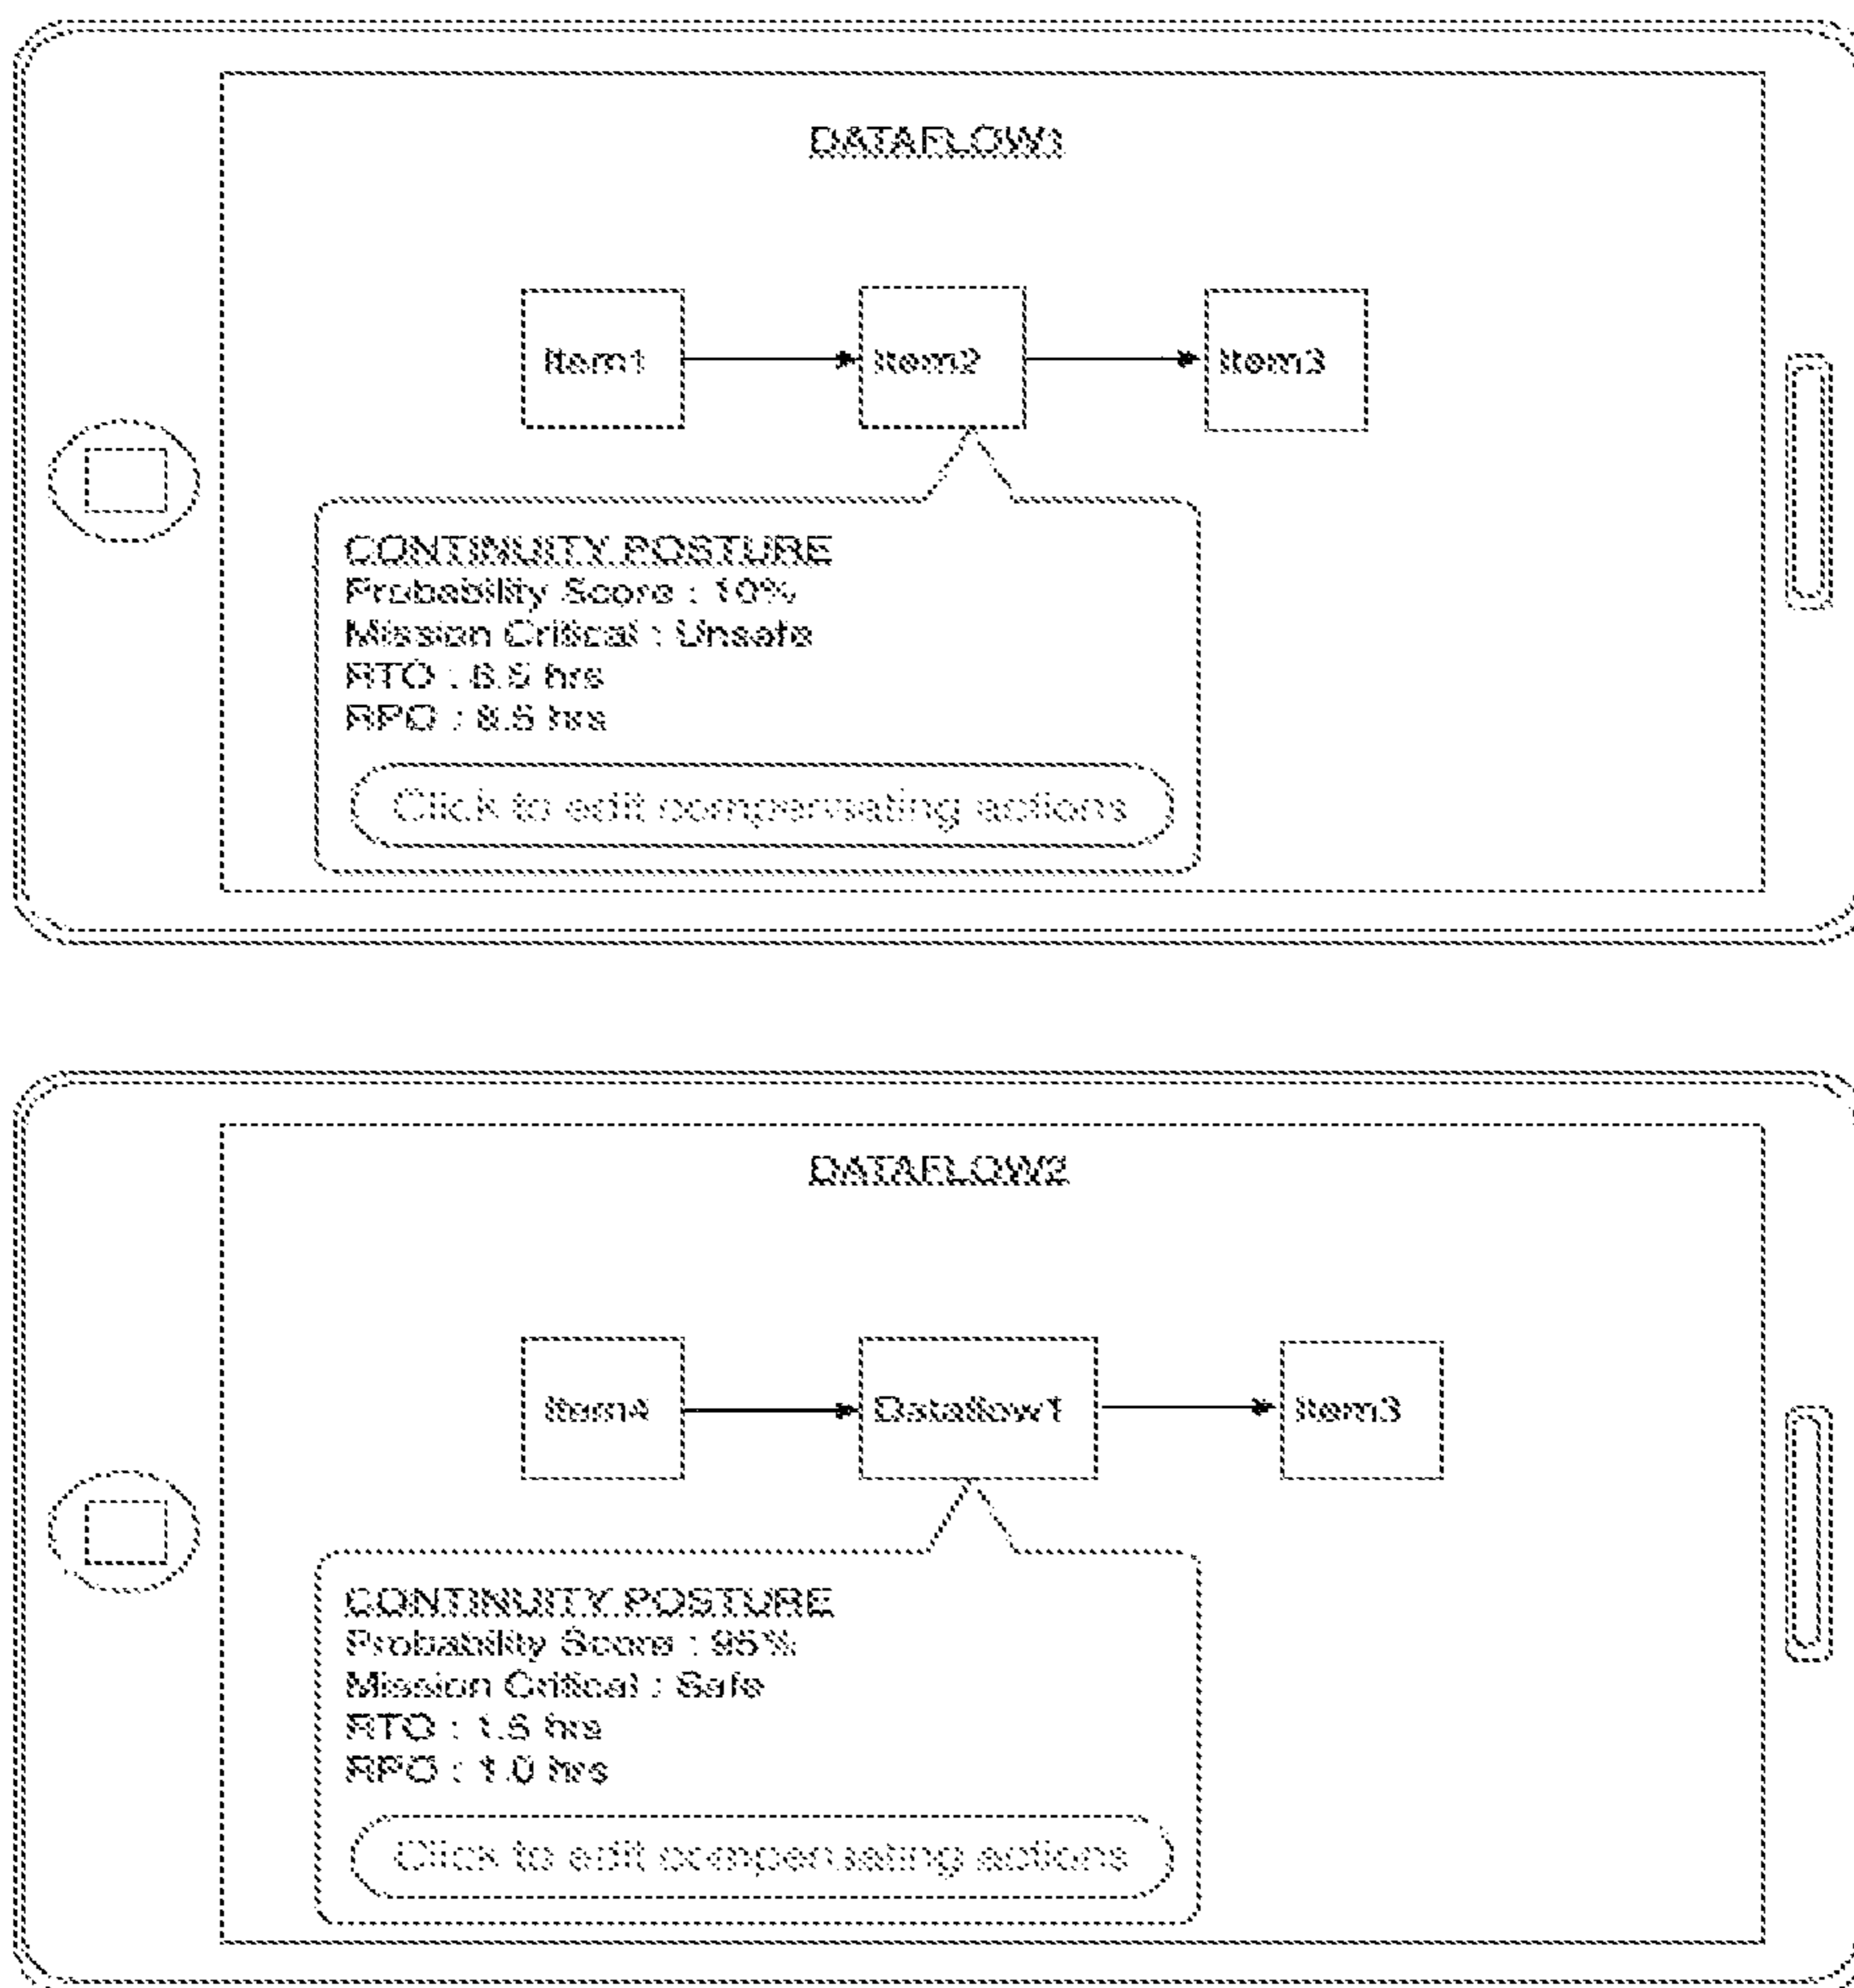 DATAFLOW1
Item1 Item2 Item3
CONTINUITY POSTURE
Probability Score : 10%
Mission Critical : Unsafe
RTO : hrs
RPO : 8.5 hrs
Click to edit compensating actions
DATAFLOW2
Item4 Dataflow1 Item3
CONTINUITY POSTURE
Probability Score : 95%
Mission Critical : Safe
RTO : 1.5 hrs
RPO : 1.0 hrs
Click to edit compensating actions